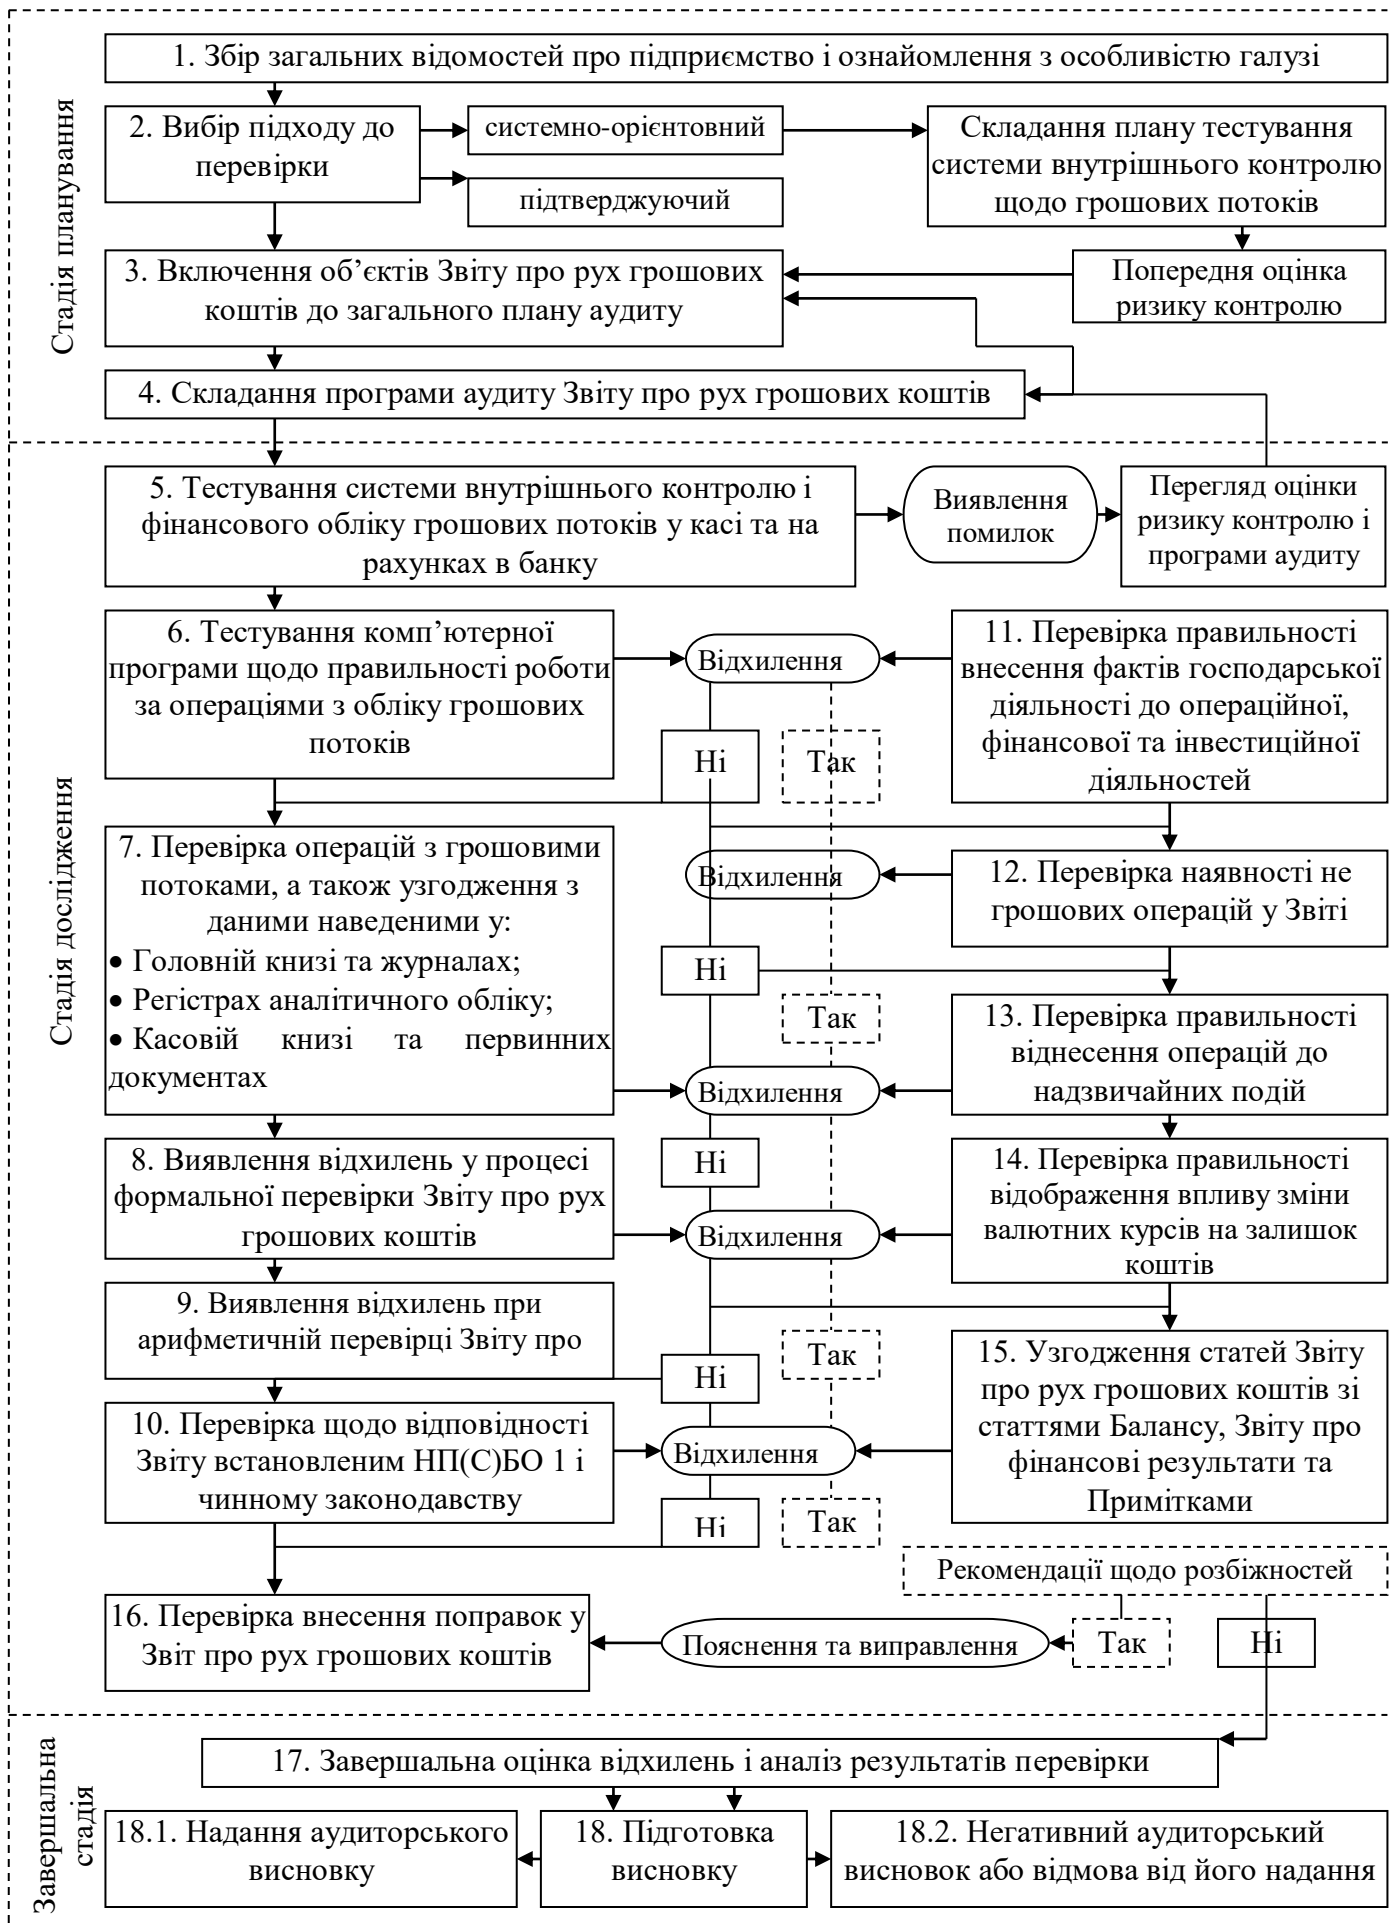 Стадія планування
1. Збір загальних відомостей про підприємство і ознайомлення з особливістю галузі
2. Вибір підходу до
перевірки
системно-орієнтовний
підтверджуючий
Складання плану тестування
системи внутрішнього контролю
щодо грошових потоків
3. Включення об’єктів Звіту про рух грошових
коштів до загального плану аудиту
Попередня оцінка
ризику контролю
4. Складання програми аудиту Звіту про рух грошових коштів
Стадія дослідження
5. Тестування системи внутрішнього контролю і
фінансового обліку грошових потоків у касі та на
рахунках в банку
Виявлення
помилок
Перегляд оцінки
ризику контролю і
програми аудиту
6. Тестування комп’ютерної
програми щодо правильності роботи
за операціями з обліку грошових
потоків
Відхилення
Ні
Так
11. Перевірка правильності
внесення фактів господарської
діяльності до операційної,
фінансової та інвестиційної
діяльностей
7. Перевірка операцій з грошовими
потоками, а також узгодження з
даними наведеними у:
• Головній книзі та журналах;
• Регістрах аналітичного обліку;
• Касовій книзі та первинних
документах
Відхилення
12. Перевірка наявності не
грошових операцій у Звіті
Ні
Так
Відхилення
13. Перевірка правильності
віднесення операцій до
надзвичайних подій
8. Виявлення відхилень у процесі
формальної перевірки Звіту про рух
грошових коштів
Ні
Відхилення
14. Перевірка правильності
відображення впливу зміни
валютних курсів на залишок
коштів
9. Виявлення відхилень при
арифметичній перевірці Звіту про
Ні
Так
15. Узгодження статей Звіту
про рух грошових коштів зі
статтями Балансу, Звіту про
фінансові результати та
Примітками
10. Перевірка щодо відповідності
Звіту встановленим НП(С)БО 1 і
чинному законодавству
Відхилення
Ні
Так
Рекомендації щодо розбіжностей
16. Перевірка внесення поправок у
Звіт про рух грошових коштів
Пояснення та виправлення
Так
Ні
Завершальна
стадія
17. Завершальна оцінка відхилень і аналіз результатів перевірки
18.1. Надання аудиторського
висновку
18. Підготовка
висновку
18.2. Негативний аудиторський
висновок або відмова від його надання